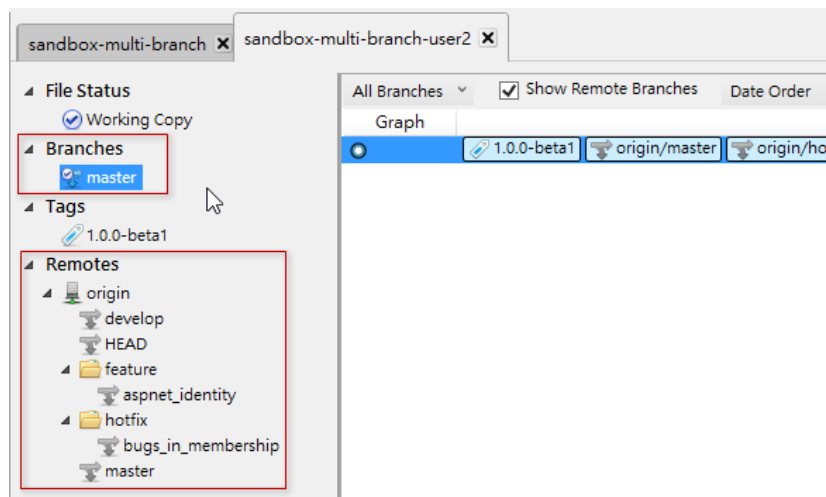 sandbox-multi-branch
sandbox-multi-branch-user2
File Status
Working Copy
Branches
master
Tags
1.0.0-beta1
Remotes
origin
develop
HEAD
feature
aspnet_identity
hotfix
bugs_in_membership
master
All Branches
Show Remote Branches
Date Order
Graph
1.0.0-beta1
origin/master
origin/ho